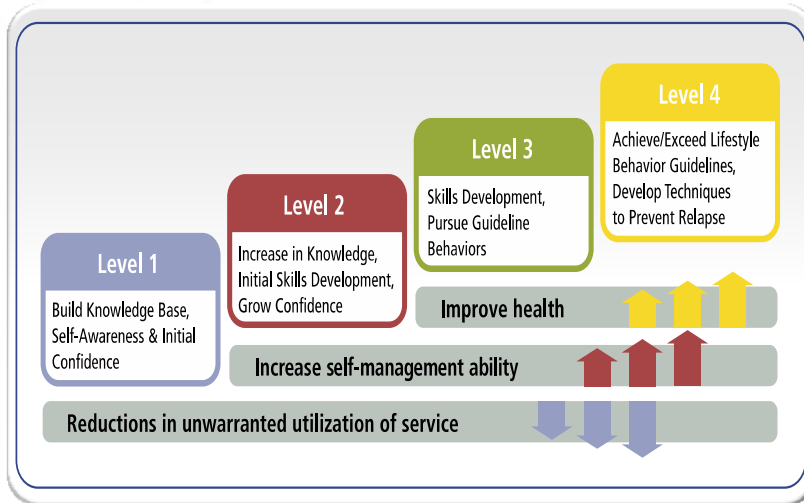 Level 1
Build Knowledge Base,
Self-Awareness & Initial
Confidence
Level 2
Increase in Knowledge,
Initial Skills Development,
Grow Confidence
Level 3
Skills Development,
Pursue Guideline
Behaviors
Level 4
Achieve/Exceed Lifestyle
Behavior Guidelines,
Develop Techniques
to Prevent Relapse
Improve health
Increase self-management ability
Reductions in unwarranted utilization of service